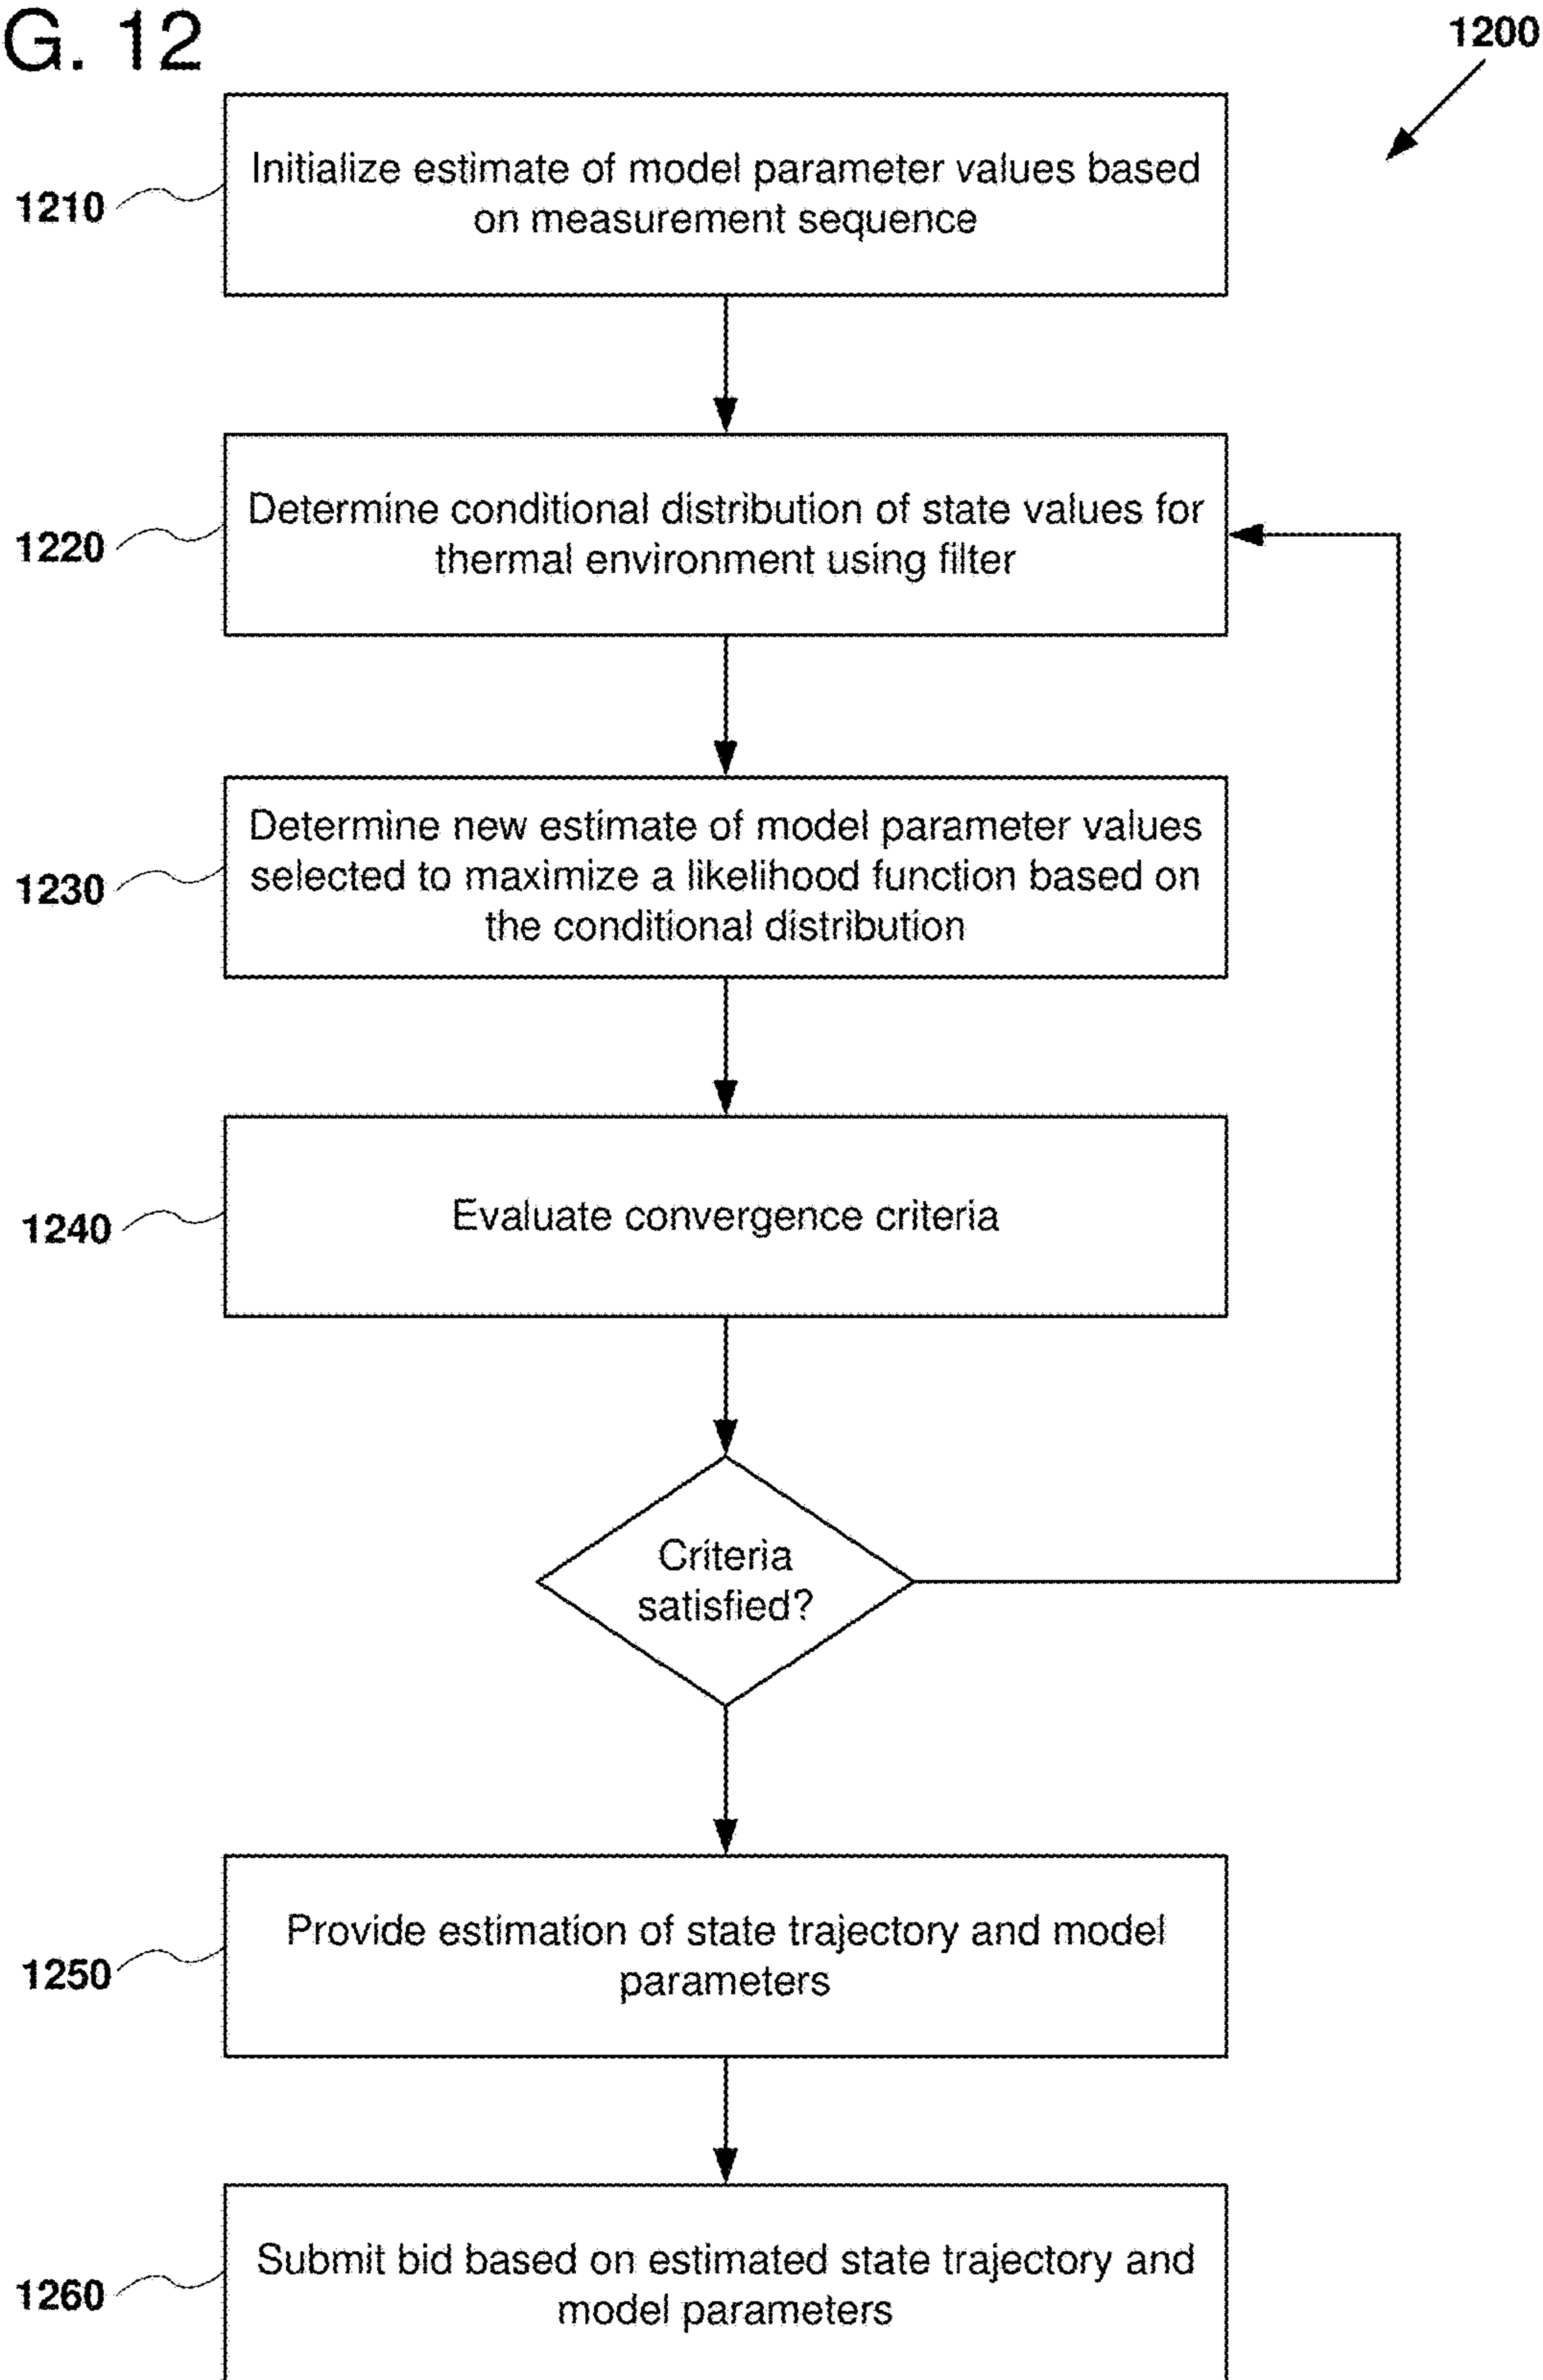 G. 12
1200
Initialize estimate of model parameter values based
on measurement sequence
1210
Determine conditional distribution of state values for
thermal environment using filter
1220
Determine new estimate of model parameter values
selected to maximize a likelihood function based on
the conditional distribution
1230
Evaluate convergence criteria
1240
Criteria
satisfied?
Provide estimation of state trajectory and model
parameters
1250
Submit bid based on estimated state trajectory and
model parameters
1260